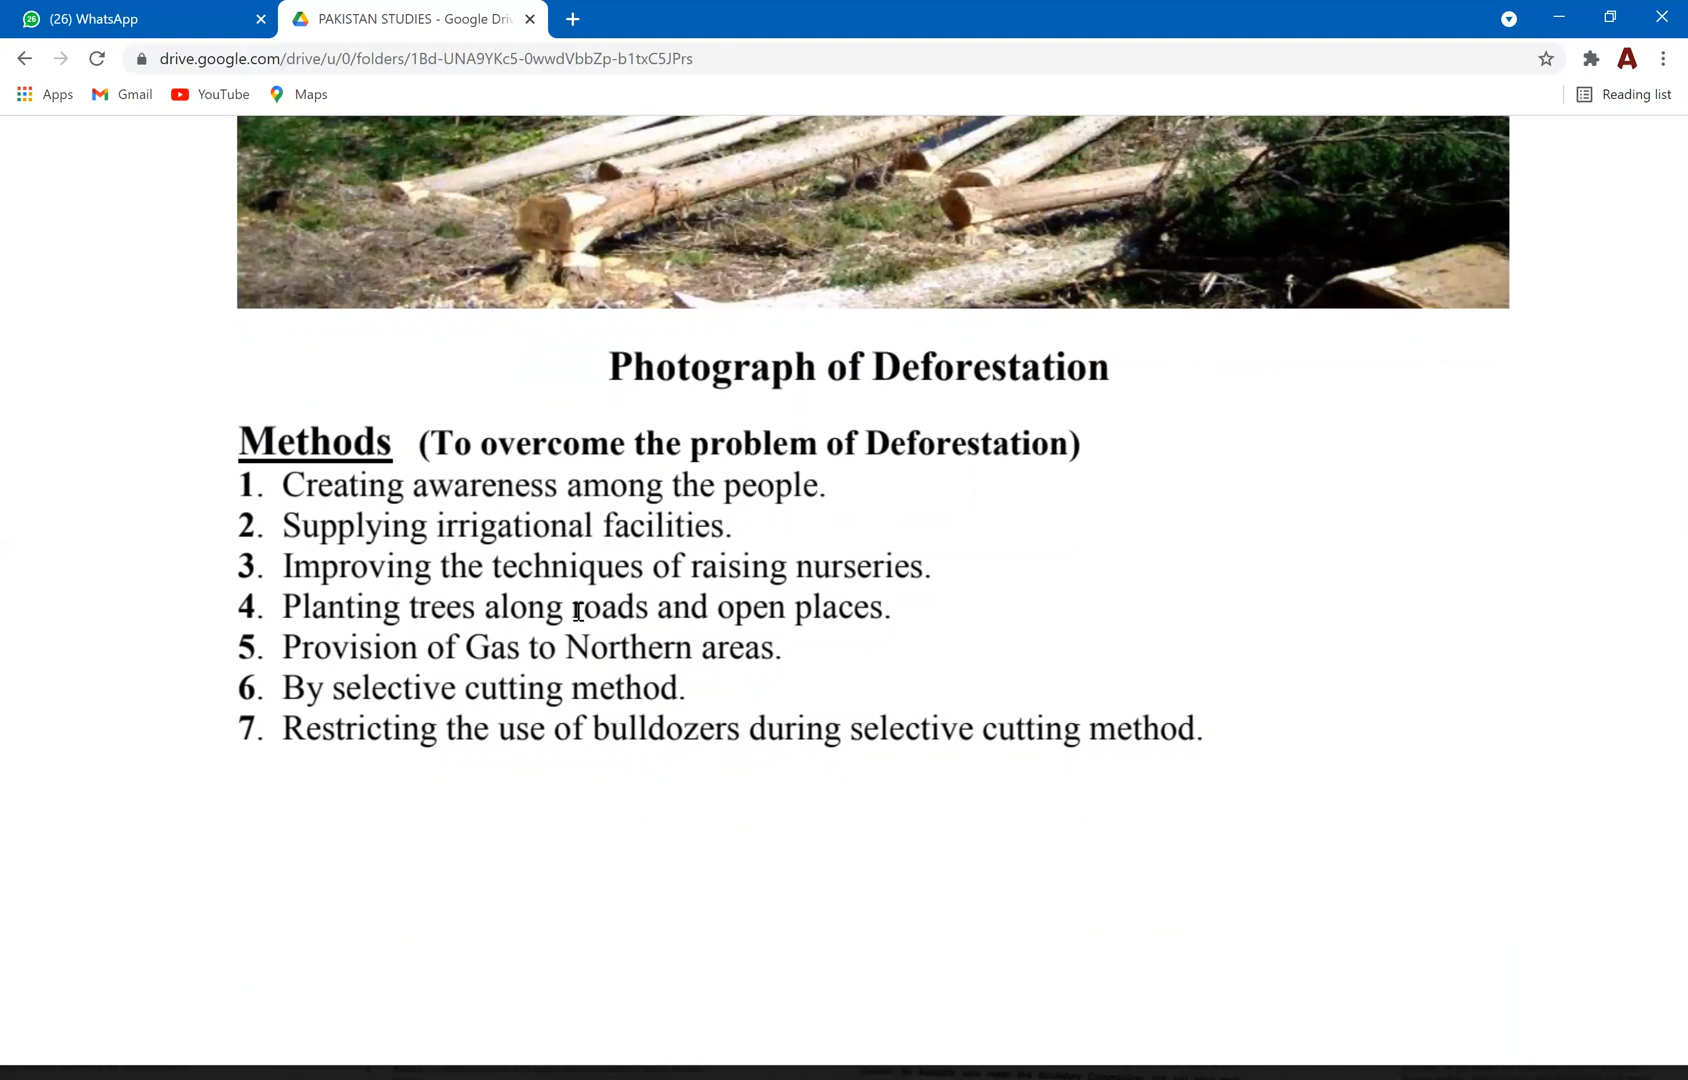 (26) WhatsApp
PAKISTAN STUDIES - Google Driv
drive.google.com/drive/u/0/folders/1Bd-UNA9YKc5-0wwdVbbZp-b1txC5JPrs
Apps
Gmail
YouTube
Maps
Reading list
Photograph of Deforestation
Methods (To overcome the problem of Deforestation)
1. Creating awareness among the people.
2. Supplying irrigational facilities.
3. Improving the techniques of raising nurseries.
4. Planting trees along roads and open places.
5. Provision of Gas to Northern areas.
6. By selective cutting method.
7. Restricting the use of bulldozers during selective cutting method.